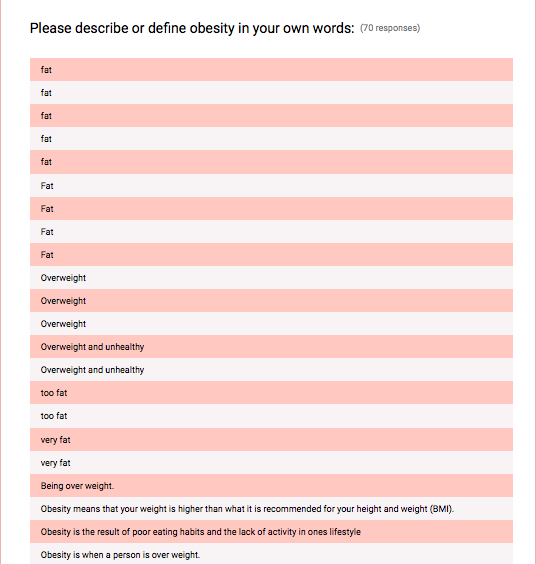 Please describe or define obesity in your own words: (70 responses)
fat
fat
fat
fat
fat
Fat
Fat
Fat
Fat
Overweight
Overweight
Overweight
Overweight and unhealthy
Overweight and unhealthy
too fat
too fat
very fat
very fat
Being over weight.
Obesity means that your weight is higher than what it is recommended for your height and weight (BMI).
Obesity is the result of poor eating habits and the lack of activity in ones lifestyle
Obesity is when a person is over weight.